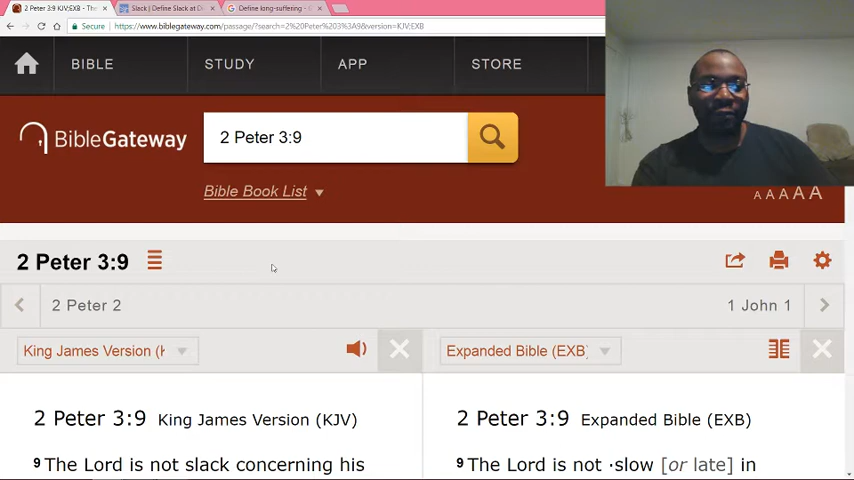 2 Peter 3:9 KJV;EXB - The
Slack | Define Slack at Di
Define long-suffering -
Secure
https://www.biblegateway.com/passage/?search=2%20Peter%203%3A9&version=KJV;EXB
BIBLE
STUDY
APP
STORE
BibleGateway
2 Peter 3:9
Bible Book List
A A A A A
2 Peter 3:9
2 Peter 2
1 John 1
King James Version (K
Expanded Bible (EXB)
2 Peter 3:9 King James Version (KJV)
2 Peter 3:9 Expanded Bible (EXB)
9 The Lord is not slack concerning his
9 The Lord is not ·slow [or late] in